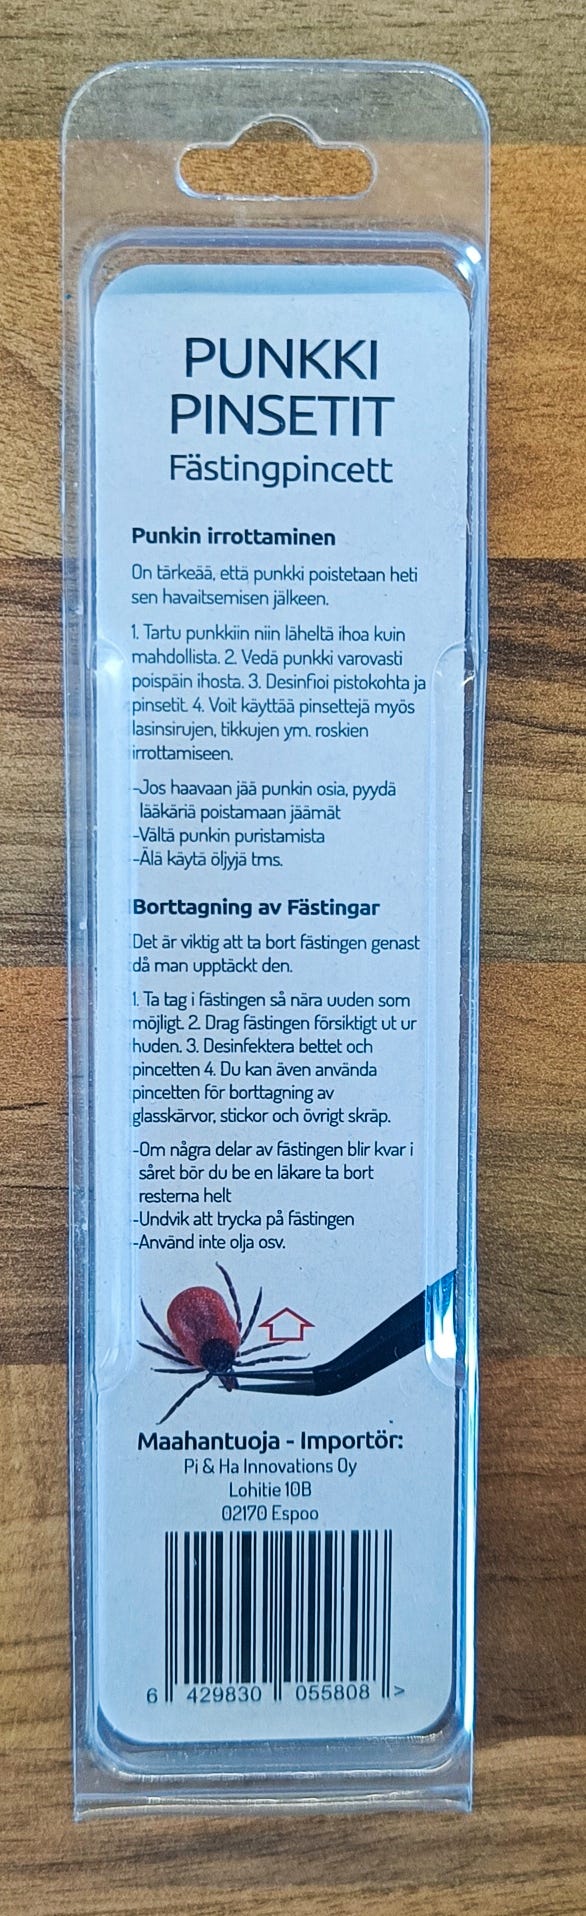 PUNKKI
PINSETIT
Fästingpincett
Punkin irrottaminen
On tärkeää, että punkki poistetaan heti
sen havaitsemisen jälkeen.
1. Tartu punkkiin niin läheltä ihoa kuin
mahdollista. 2. Vedä punkki varovasti
poispäin ihosta. 3. Desinfioi pistokohta ja
pinsetit. 4. Voit käyttää pinsettejä myös
lasinsirujen, tikkujen ym. roskien
irrottamiseen.
-Jos haavaan jää punkin osia, pyydä
lääkäriä poistamaan jäämät
-Vältä punkin puristamista
-Älä käytä öljyjä tms.
Borttagning av Fästingar
Det är viktig att ta bort fästingen genast
då man upptäckt den.
1. Ta tag i fästingen så nära uuden som
möjligt. 2. Drag fästingen försiktigt ut ur
huden. 3. Desinfektera bettet och
pincetten 4. Du kan även använda
pincetten för borttagning av
glasskärvor, stickor och övrigt skräp.
-Om några delar av fästingen blir kvar i
såret bör du be en läkare ta bort
resterna helt
-Undvik att trycka på fästingen
-Använd inte olja osv.
Maahantuoja - Importör:
Pi & Ha Innovations Oy
Lohitie 10B
02170 Espoo
6 429830 055808 >